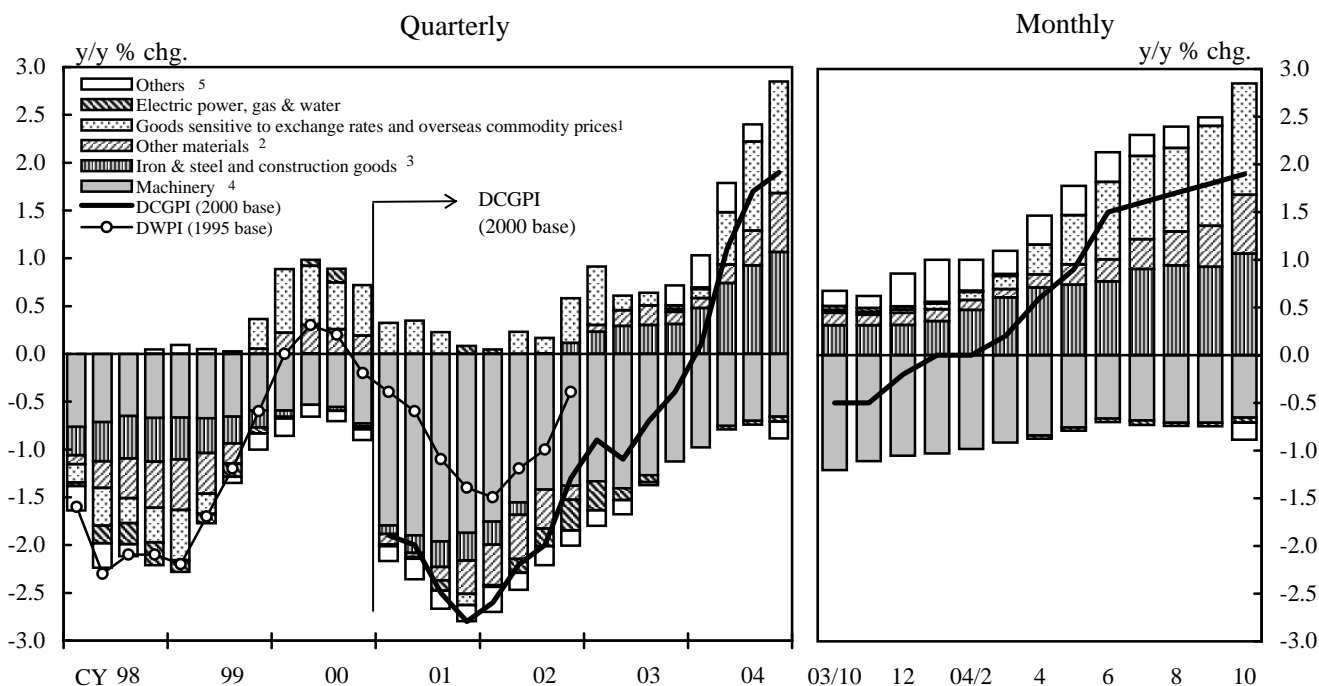 Quarterly
Monthly
y/y % chg.
y/y % chg.
3.0
2.5
2.0
1.5
1.0
0.5
0.0
-0.5
-1.0
-1.5
-2.0
-2.5
-3.0
Others 5
Electric power, gas & water
Goods sensitive to exchange rates and overseas commodity prices1
Other materials 2
Iron & steel and construction goods 3
Machinery 4
DCGPI (2000 base)
DWPI (1995 base)
DCGPI
(2000 base)
3.0
2.5
2.0
1.5
1.0
0.5
0.0
-0.5
-1.0
-1.5
-2.0
-2.5
-3.0
CY 98 99 00 01 02 03 04
03/10 12 04/2 4 6 8 10